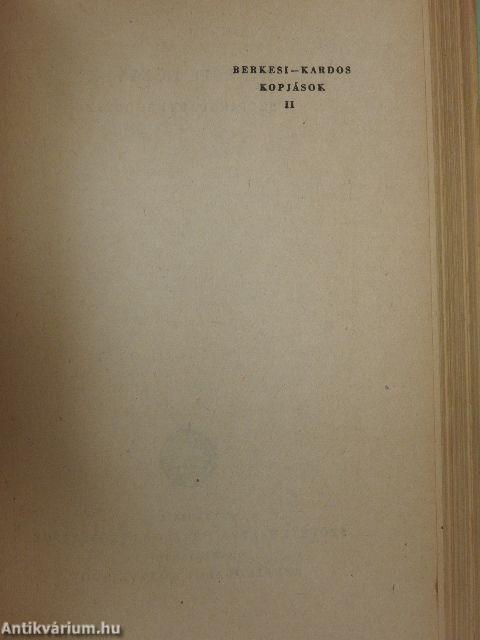 BERKESI–KARDOS
KOPJÁSOK
II
Antikvárium.hu